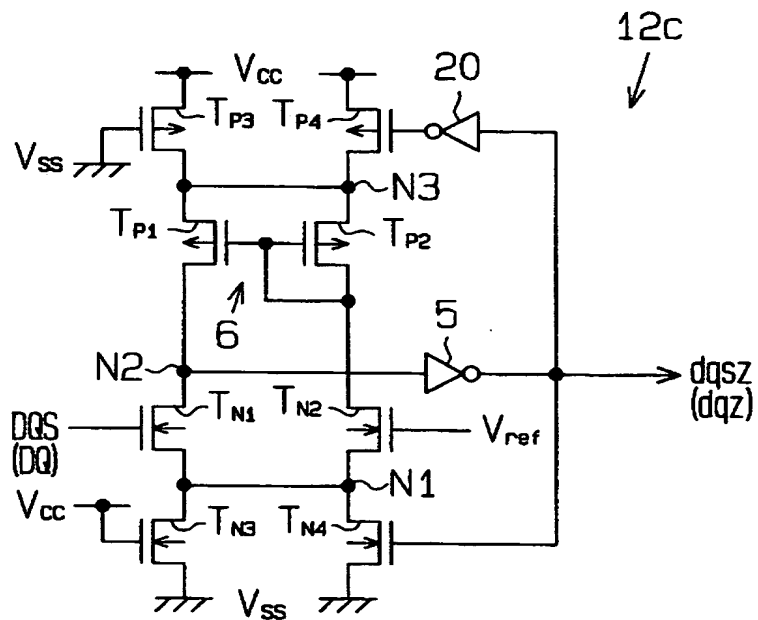 12c
Vcc
20
TP3
TP4
Vss
N3
TP1
TP2
6
5
N2
dqsz
(dqz)
TN1
TN2
DQS
(DQ)
Vref
N1
Vcc
TN3
TN4
Vss